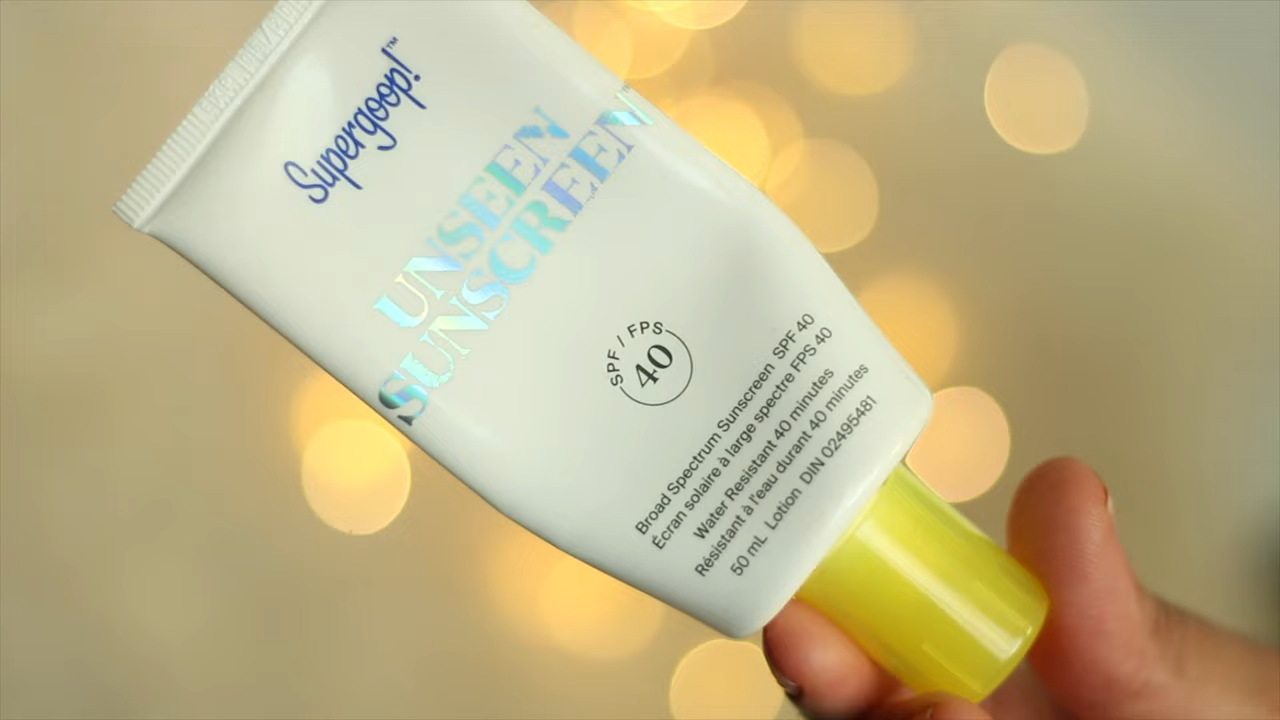 Supergoop!™
UNSEEN
SUNSCREEN™
SPF / FPS
40
Broad Spectrum Sunscreen SPF 40
Écran solaire à large spectre FPS 40
Water Resistant 40 minutes
Résistant à l'eau durant 40 minutes
50 mL Lotion DIN 02495481